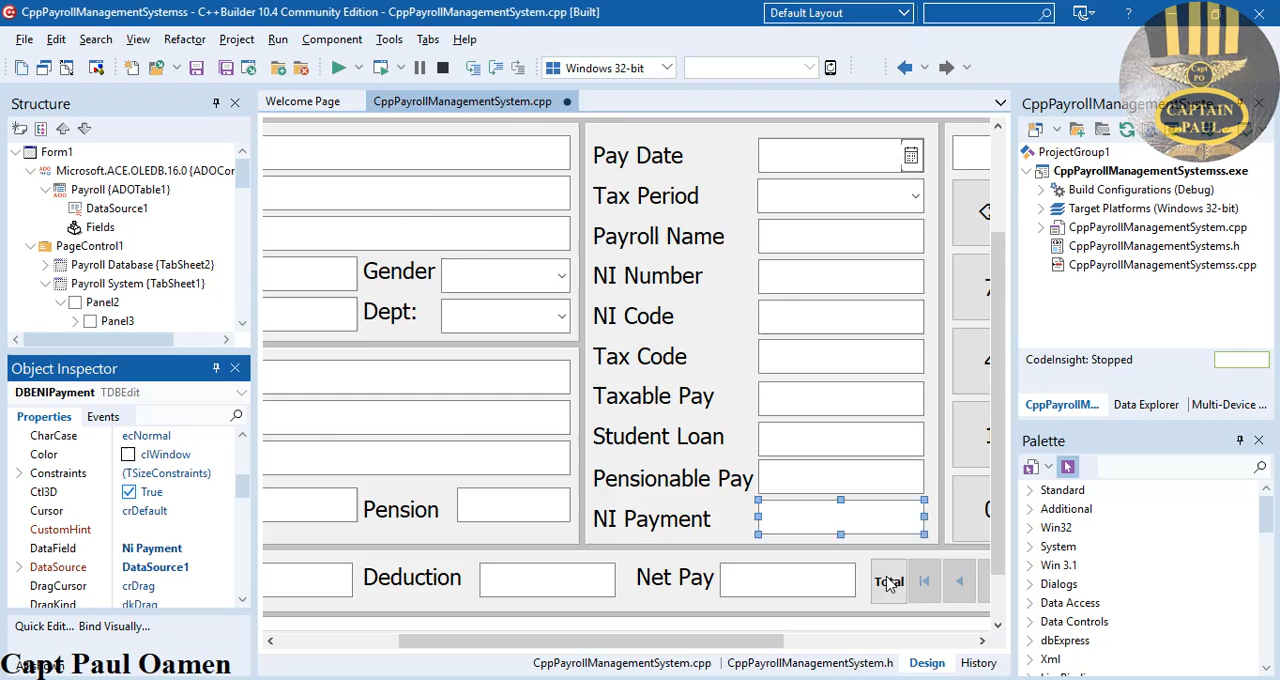 CppPayrollManagementSystemss - C++Builder 10.4 Community Edition - CppPayrollManagementSystem.cpp [Built]
Default Layout
?
File Edit Search View Refactor Project Run Component Tools Tabs Help
Windows 32-bit
Capt
PO
CAPTAIN
PAUL
Structure
Welcome Page
CppPayrollManagementSystem.cpp
CppPayrollManagementSyste...
Form1
Microsoft.ACE.OLEDB.16.0 {ADOCor
Payroll {ADOTable1}
DataSource1
Fields
PageControl1
Payroll Database {TabSheet2}
Payroll System {TabSheet1}
Panel2
Panel3
Gender
Dept:
Pension
Deduction
Net Pay
Total
Pay Date
Tax Period
Payroll Name
NI Number
NI Code
Tax Code
Taxable Pay
Student Loan
Pensionable Pay
NI Payment
ProjectGroup1
CppPayrollManagementSystemss.exe
Build Configurations (Debug)
Target Platforms (Windows 32-bit)
CppPayrollManagementSystem.cpp
CppPayrollManagementSystems.h
CppPayrollManagementSystemss.cpp
CodeInsight: Stopped
CppPayrollM... Data Explorer Multi-Device ...
Object Inspector
DBENIPayment TDBEdit
Properties Events
CharCase ecNormal
Color clWindow
Constraints (TSizeConstraints)
Ctl3D True
Cursor crDefault
CustomHint
DataField Ni Payment
DataSource DataSource1
DragCursor crDrag
DragKind dkDrag
Quick Edit... Bind Visually...
Palette
Standard
Additional
Win32
System
Win 3.1
Dialogs
Data Access
Data Controls
dbExpress
Xml
CppPayrollManagementSystem.cpp CppPayrollManagementSystem.h Design History
Capt Paul Oamen